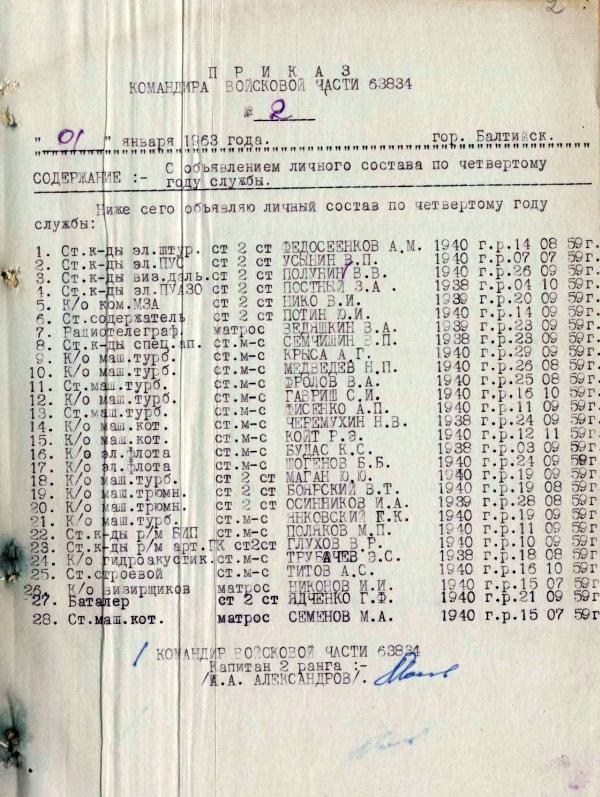 2
П Р И К А З
КОМАНДИРА ВОЙСКОВОЙ ЧАСТИ 63834
№ 2
" 01 " января 1963 года. гор. Балтийск.
СОДЕРЖАНИЕ :- С объявлением личного состава по четвертому
году службы.
Ниже сего объявляю личный состав по четвертому году
службы:
1. Ст.к-ды эл.штур. ст 2 ст ФЕДОСЕЕНКОВ А.М. 1940 г.р.14 08 59г.
2. Ст.к-ды эл.ПУС ст 2 ст УСЫНИН В.П. 1940 г.р.07 07 59г.
3. Ст.к-ды виз.дальн.ст 2 ст ПОЛУНИН В.В. 1940 г.р.26 09 59г.
4. Ст.к-ды эл.ПУАЗО ст 2 ст ПОСТНЫЙ З.А. 1938 г.р.04 10 59г.
5. К/о ком.МЗА ст 2 ст НИКО В.И. 1939 г.р.20 09 59г.
6. Ст.содержатель ст 2 ст ПОТИН Ю.И. 1940 г.р.14 09 59г.
7. Радиотелеграф. матрос ЗЕДЯШКИН В.А. 1939 г.р.23 09 59г.
8. Ст.к-ды спец.ап. ст.м-с СЕМЧИШИН В.П. 1938 г.р.23 09 59г.
9. К/о маш.турб. ст.м-с КРЫСА А.Г. 1940 г.р.29 09 59г.
10. К/о маш.турб. ст.м-с МЕДВЕДЕВ Н.П. 1940 г.р.26 08 59г.
11. Ст.маш.турб. ст.м-с ФРОЛОВ В.А. 1940 г.р.25 08 59г.
12. К/о маш.турб. ст.м-с ГАВРИШ С.И. 1940 г.р.16 10 59г.
13. Ст.маш.турб. ст.м-с ФИСЕНКО А.П. 1940 г.р.11 09 59г.
14. К/о маш.кот. ст.м-с ЧЕРЕМУХИН Н.В. 1938 г.р.24 09 59г.
15. К/о маш.кот. ст.м-с КОЙТ Р.Э. 1940 г.р.12 11 59г.
16. К/о эл.флота ст.м-с БУДАС К.С. 1938 г.р.03 09 59г.
17. К/о эл.флота ст.м-с ШОГЕНОВ Б.Б. 1940 г.р.24 09 59г
18. К/о маш.турб. ст 2 ст МАГАН Ю.Ю. 1940 г.р.19 09 59г
19. К/о маш.трюмн. ст 2 ст БОЯРСКИЙ В.Т. 1940 г.р.19 08 59г
20. К/о маш.трюмн. ст 2 ст ОСИННИКОВ И.А. 1939 г.р.28 08 59г
21. К/о маш.турб. ст.м-с ЯНКОВСКИЙ Г.К. 1940 г.р.19 09 59г
22. Ст.к-ды р/м БИП ст.м-с ПОЛЯКОВ М.П. 1940 г.р.11 09 59г
23. Ст.к-ды р/м арт.ГК ст2ст ГЛУХОВ В.Р. 1940 г.р.10 09 59г
24. К/о гидроакустик.ст.м-с ТРУБАЧЕВ Э.С. 1938 г.р.18 08 59г
25. Ст.строевой ст.м-с ТИТОВ А.С. 1940 г.р.16 10 59г
26. К/о визирщиков матрос НИКОНОВ И.И. 1940 г.р.15 07 59г
27. Баталер ст 2 ст ЯДЧЕНКО Г.Ф. 1940 г.р.21 09 59г
28. Ст.маш.кот. матрос СЕМЕНОВ М.А. 1940 г.р.15 07 59г
КОМАНДИР ВОЙСКОВОЙ ЧАСТИ 63834
Капитан 2 ранга :-
/А.А. АЛЕКСАНДРОВ/.